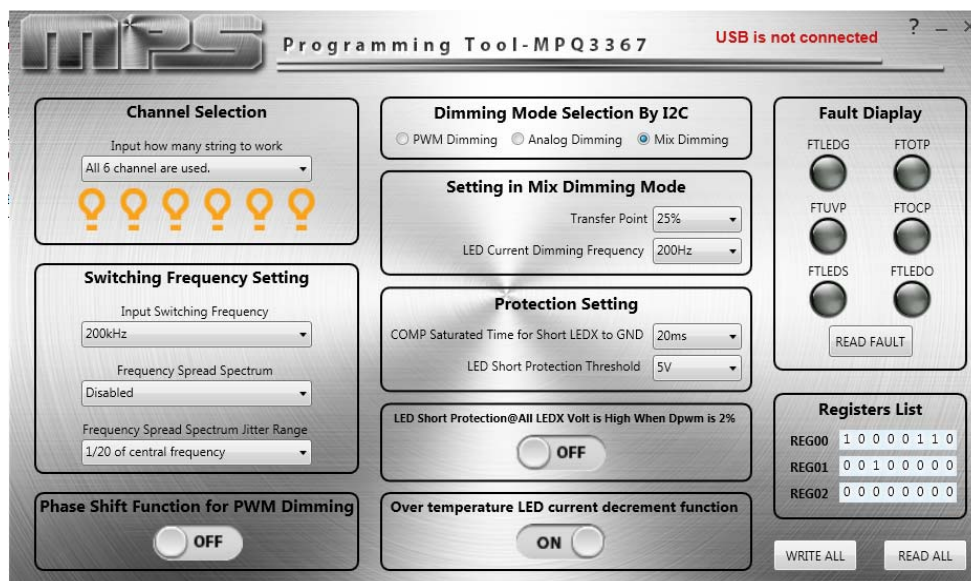 MPS
Programming Tool-MPQ3367
USB is not connected
?
Channel Selection
Input how many string to work
All 6 channel are used.
Switching Frequency Setting
Input Switching Frequency
200kHz
Frequency Spread Spectrum
Disabled
Frequency Spread Spectrum Jitter Range
1/20 of central frequency
Phase Shift Function for PWM Dimming
OFF
Dimming Mode Selection By I2C
PWM Dimming Analog Dimming Mix Dimming
Setting in Mix Dimming Mode
Transfer Point 25%
LED Current Dimming Frequency 200Hz
Protection Setting
COMP Saturated Time for Short LEDX to GND 20ms
LED Short Protection Threshold 5V
LED Short Protection@All LEDX Volt is High When Dpwm is 2%
OFF
Over temperature LED current decrement function
ON
Fault Diaplay
FTLEDG FTOTP
FTUVP FTOCP
FTLEDS FTLEDO
READ FAULT
Registers List
REG00 1 0 0 0 0 1 1 0
REG01 0 0 1 0 0 0 0 0
REG02 0 0 0 0 0 0 0 0
WRITE ALL READ ALL